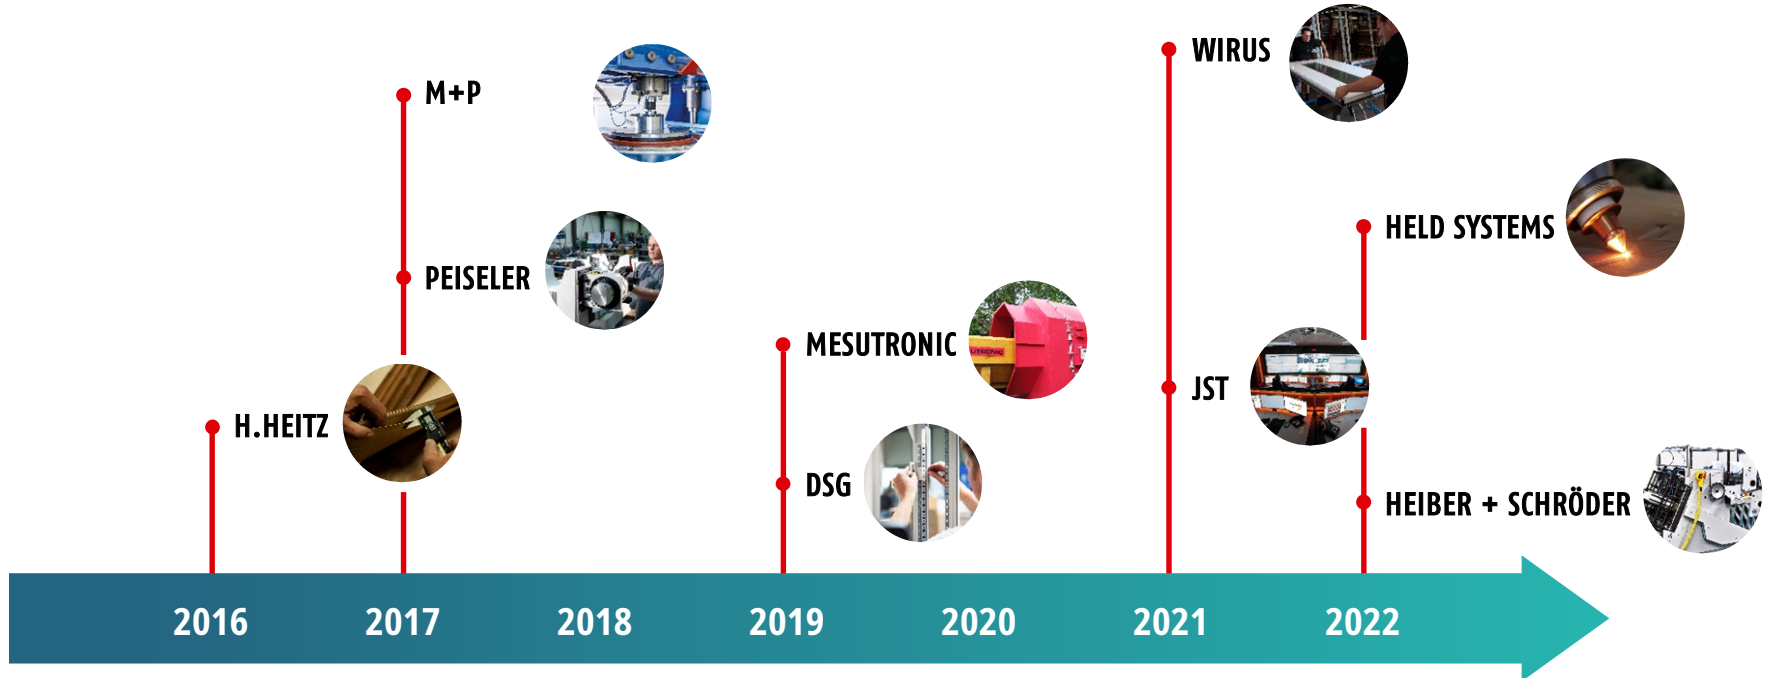 WIRUS
M+P
HELD SYSTEMS
PEISELER
MESUTRONIC
JST
H.HEITZ
DSG
HEIBER + SCHRÖDER
2016 2017 2018 2019 2020 2021 2022